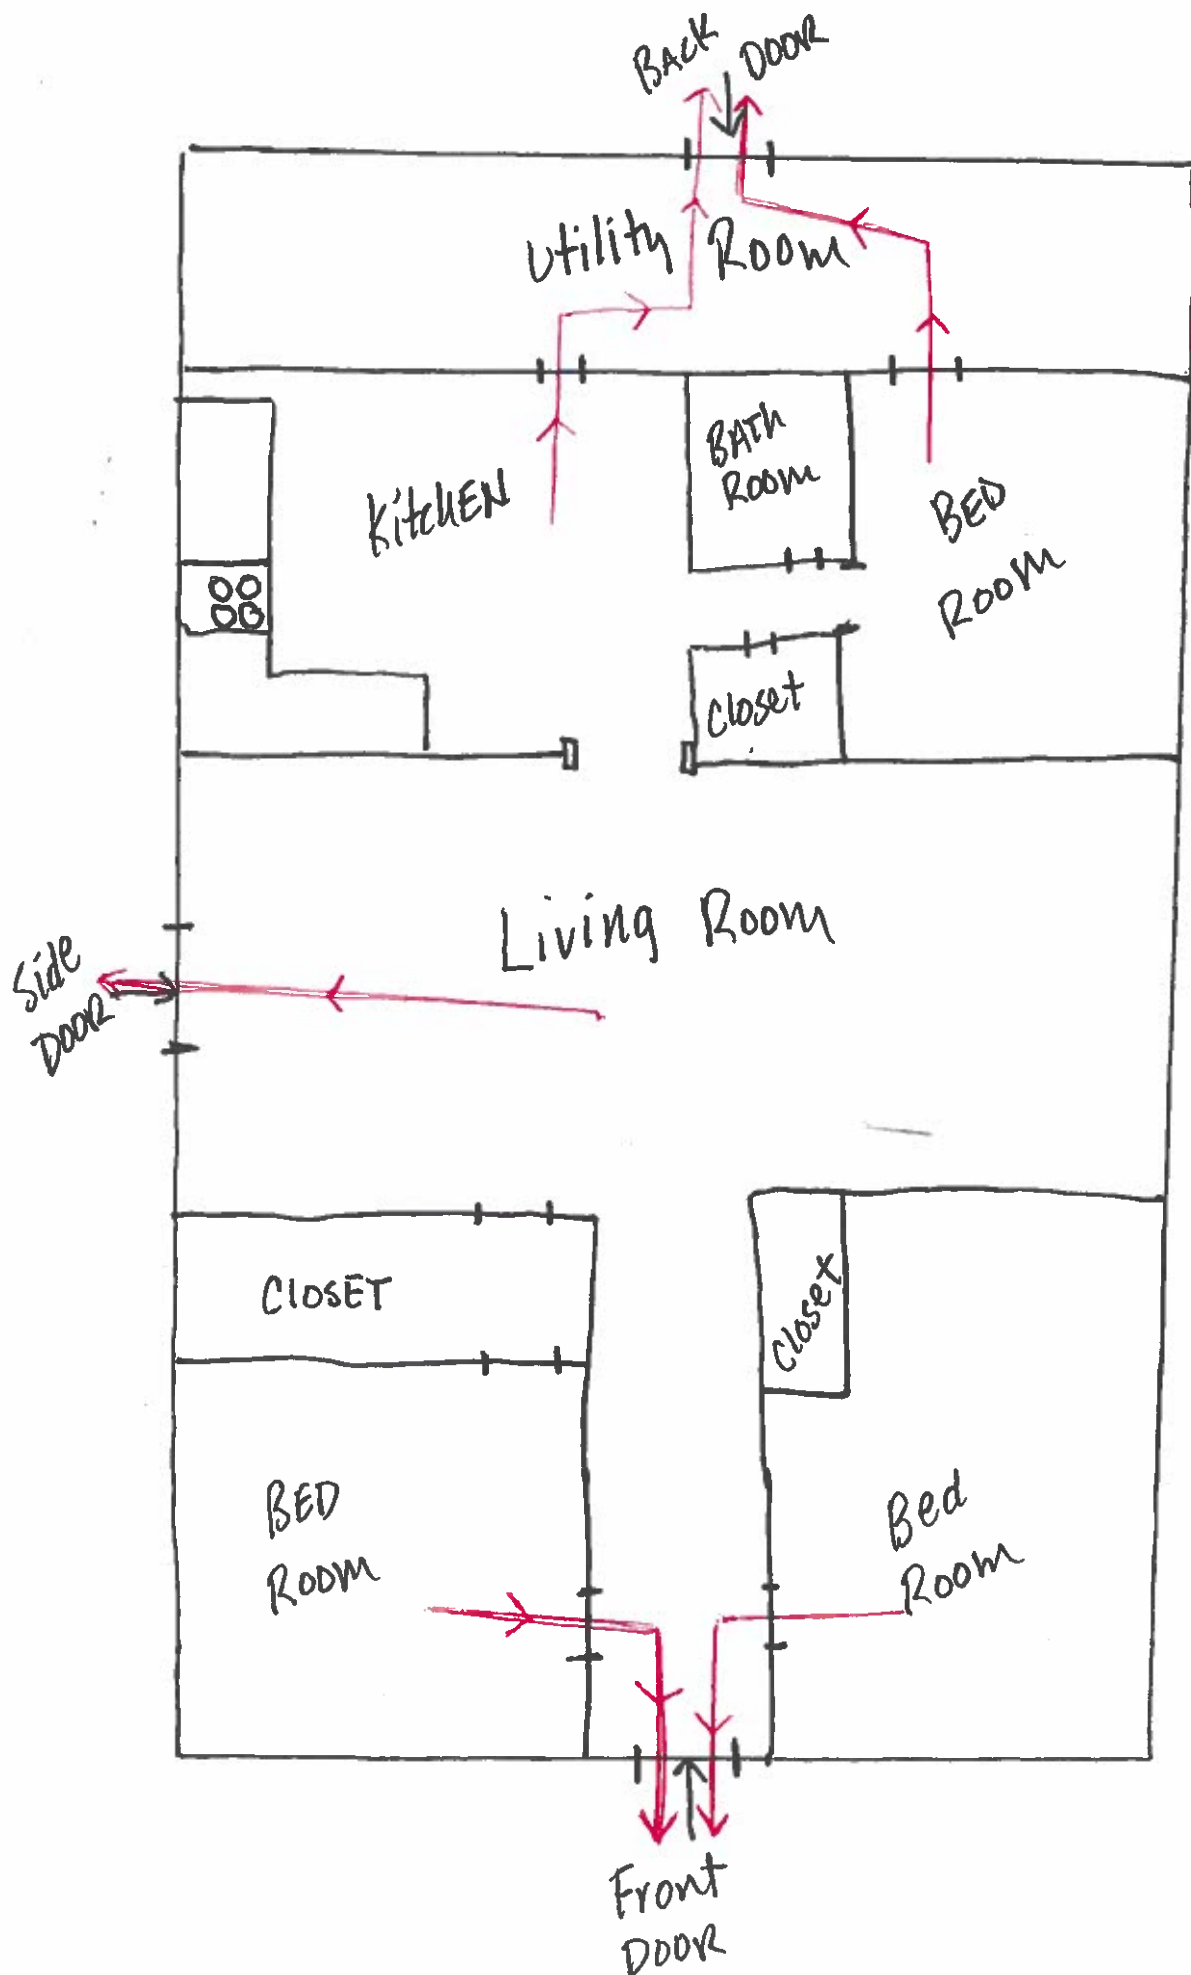 BACK DOOR
Utility Room
KitcHEN
BATh
Room
BED
Room
Closet
Living Room
Side
DOOR
CLOSET
Closex
BED
Room
Bed
Room
Front
DOOR